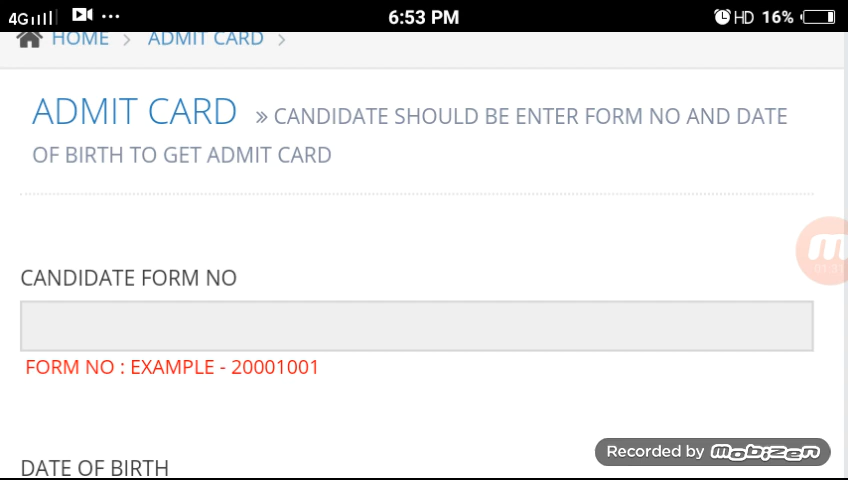 4G 6:53 PM HD 16%
HOME > ADMIT CARD >
ADMIT CARD » CANDIDATE SHOULD BE ENTER FORM NO AND DATE
OF BIRTH TO GET ADMIT CARD
CANDIDATE FORM NO
FORM NO : EXAMPLE - 20001001
DATE OF BIRTH
Recorded by mobizen